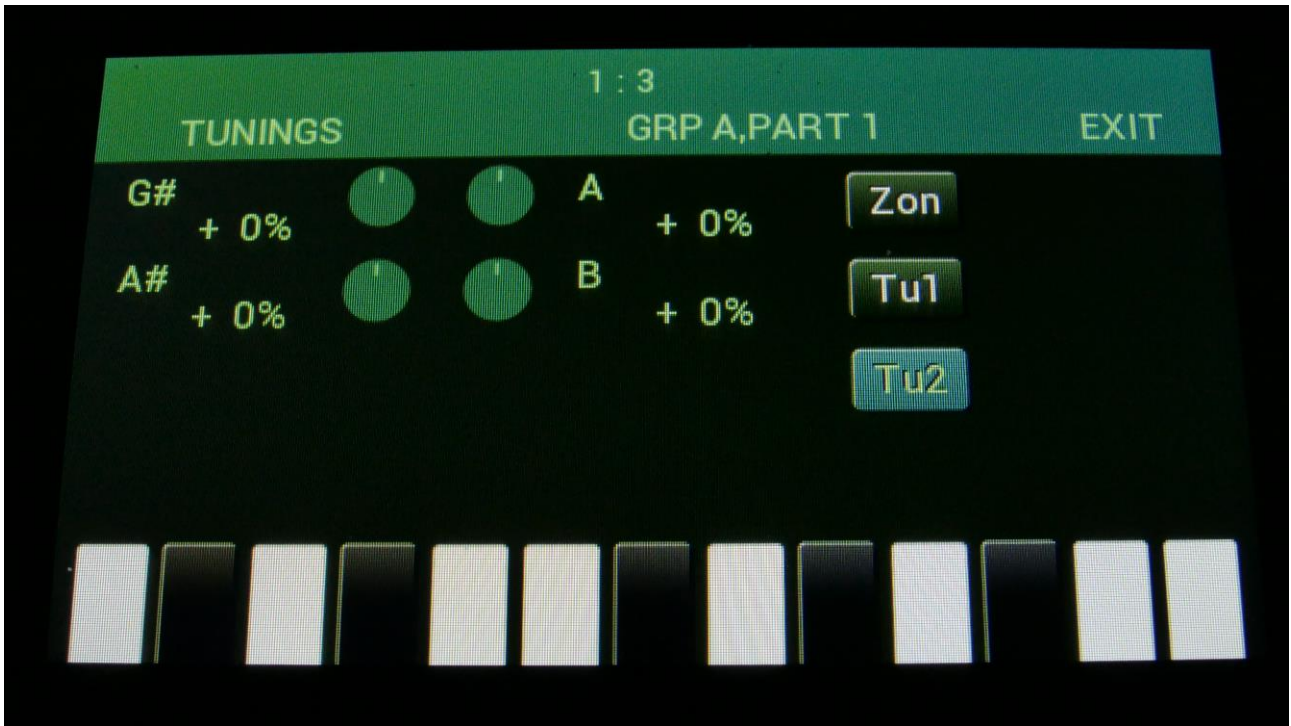 1 : 3
TUNINGS GRP A,PART 1 EXIT
G# + 0% A + 0% Zon
A# + 0% B + 0% Tu1
Tu2